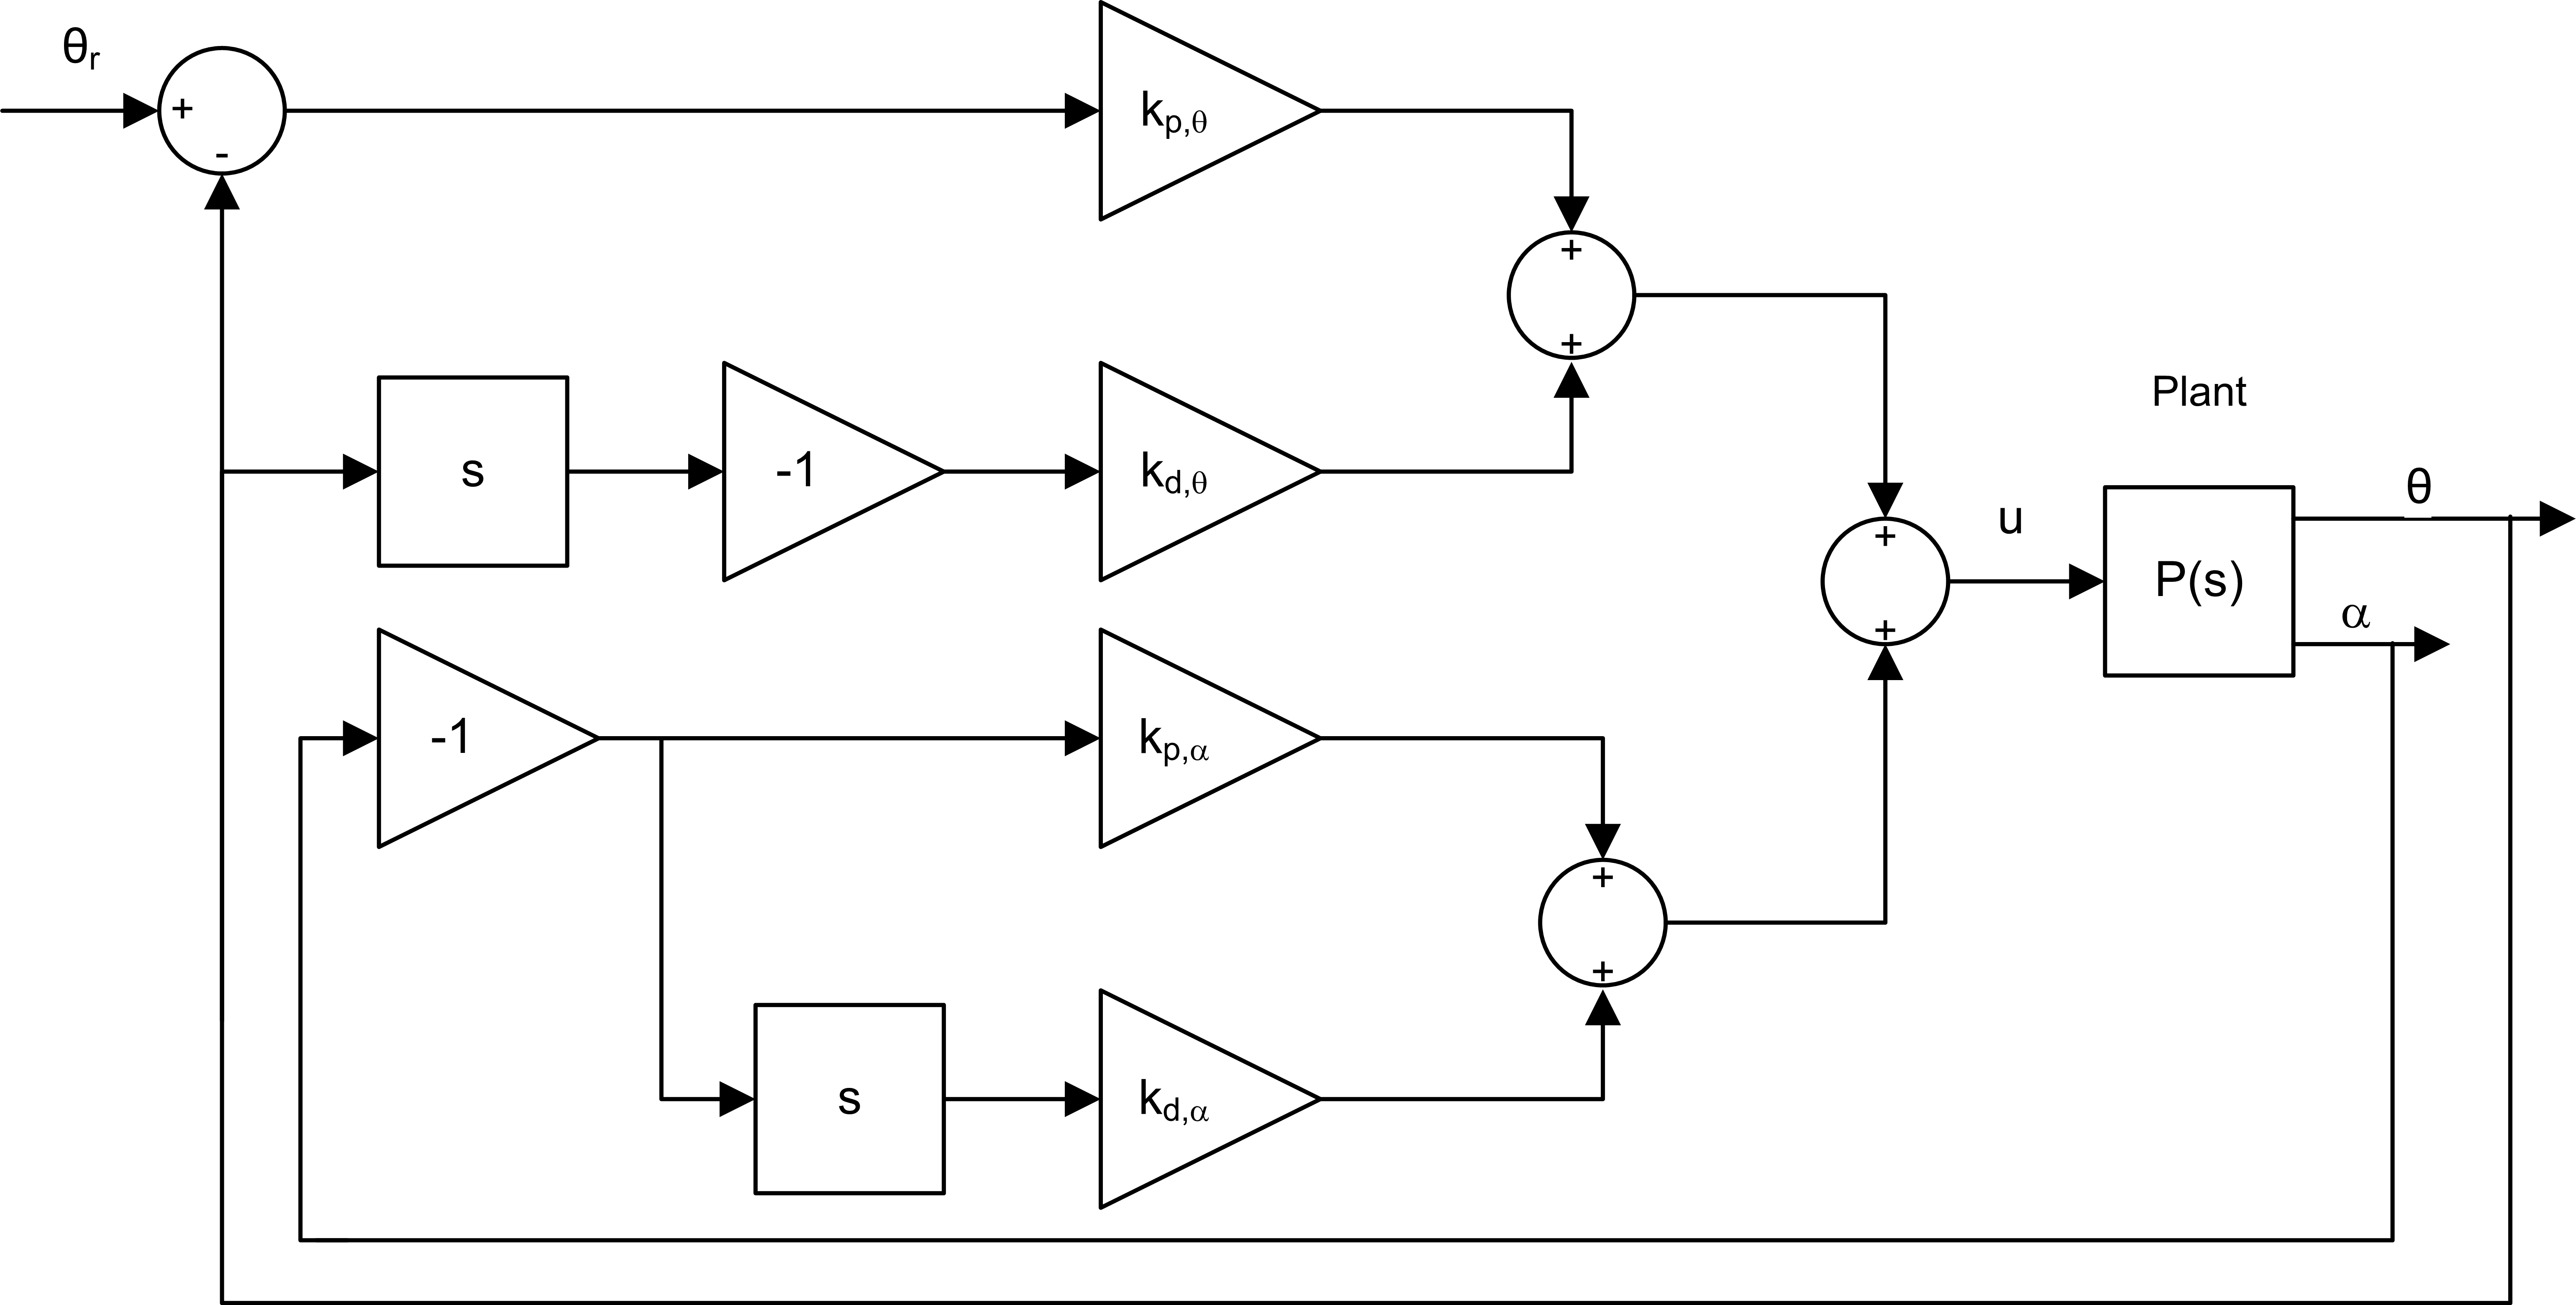 θr
+
-
kp,θ
+
+
s
-1
kd,θ
Plant
+
+
u
P(s)
θ
α
-1
kp,α
+
+
s
kd,α